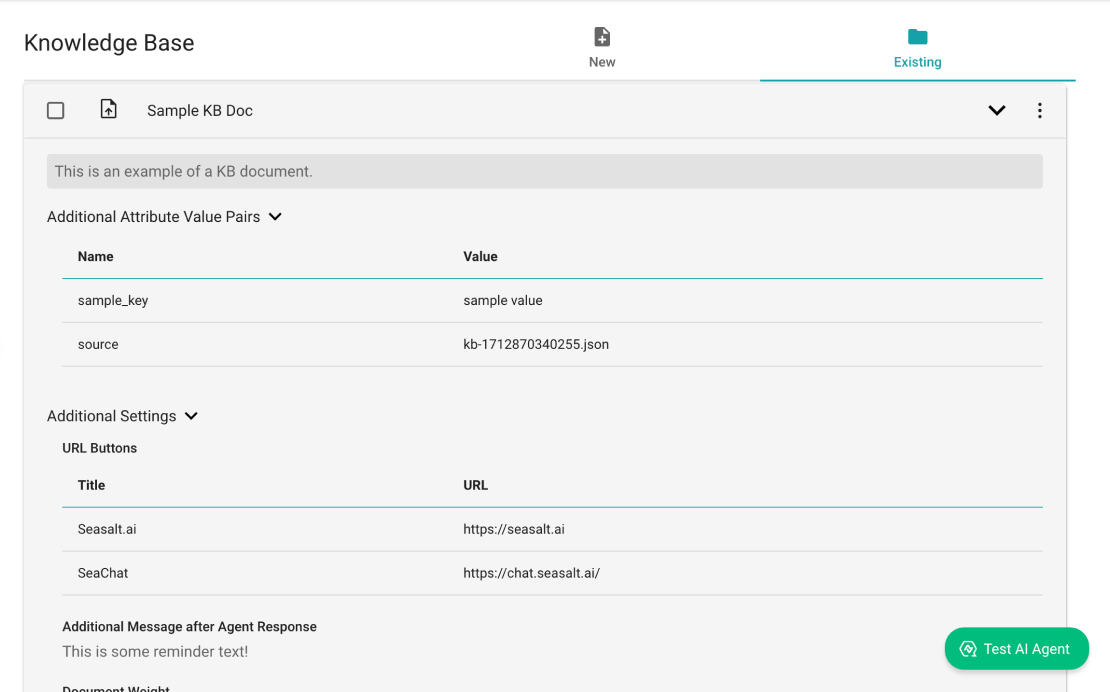 Knowledge Base
New
Existing
Sample KB Doc
This is an example of a KB document.
Additional Attribute Value Pairs
Name Value
sample_key sample value
source kb-1712870340255.json
Additional Settings
URL Buttons
Title URL
Seasalt.ai https://seasalt.ai
SeaChat https://chat.seasalt.ai/
Additional Message after Agent Response
This is some reminder text!
Test AI Agent
Document Weight